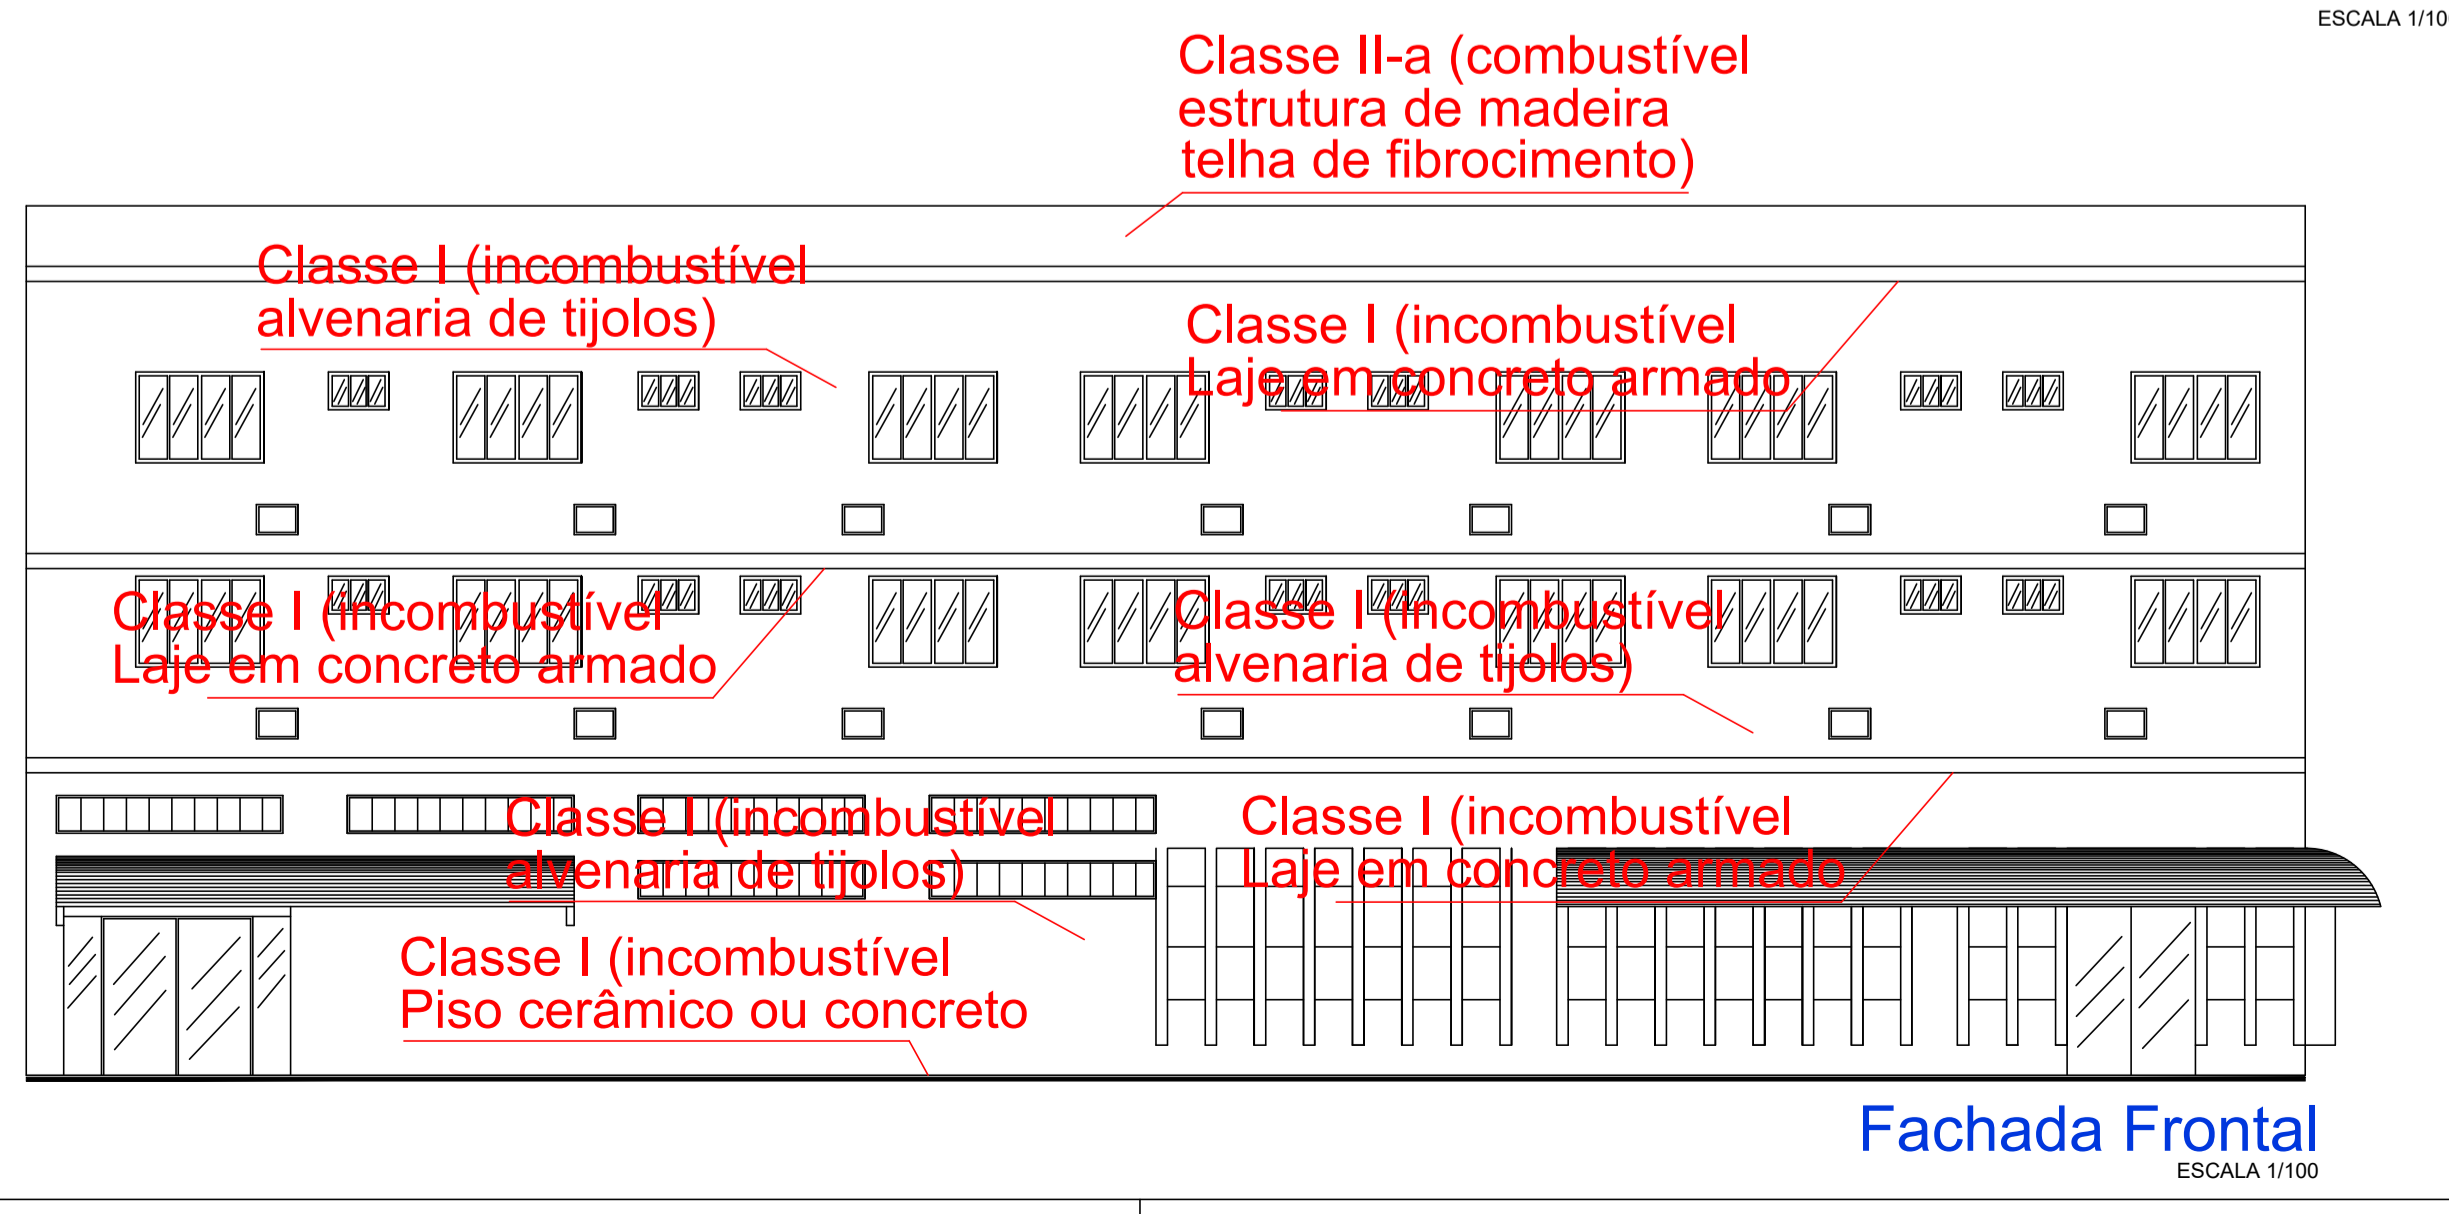 ESCALA 1/10
Classe II-a (combustível
estrutura de madeira
telha de fibrocimento)
Classe I (incombustível
alvenaria de tijolos)
Classe I (incombustível
Laje em concreto armado
Classe I (incombustível
Laje em concreto armado
Classe I (incombustível
alvenaria de tijolos)
Classe I (incombustível
alvenaria de tijolos)
Classe I (incombustível
Laje em concreto armado
Classe I (incombustível
Piso cerâmico ou concreto
Fachada Frontal
ESCALA 1/100